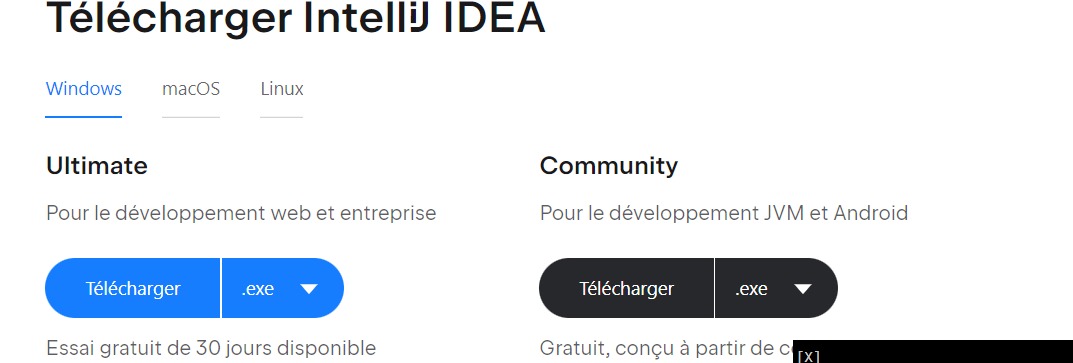 Télécharger IntelliJ IDEA
Windows macOS Linux
Ultimate
Pour le développement web et entreprise
Télécharger .exe
Essai gratuit de 30 jours disponible
Community
Pour le développement JVM et Android
Télécharger .exe
Gratuit, conçu à partir de
[X]